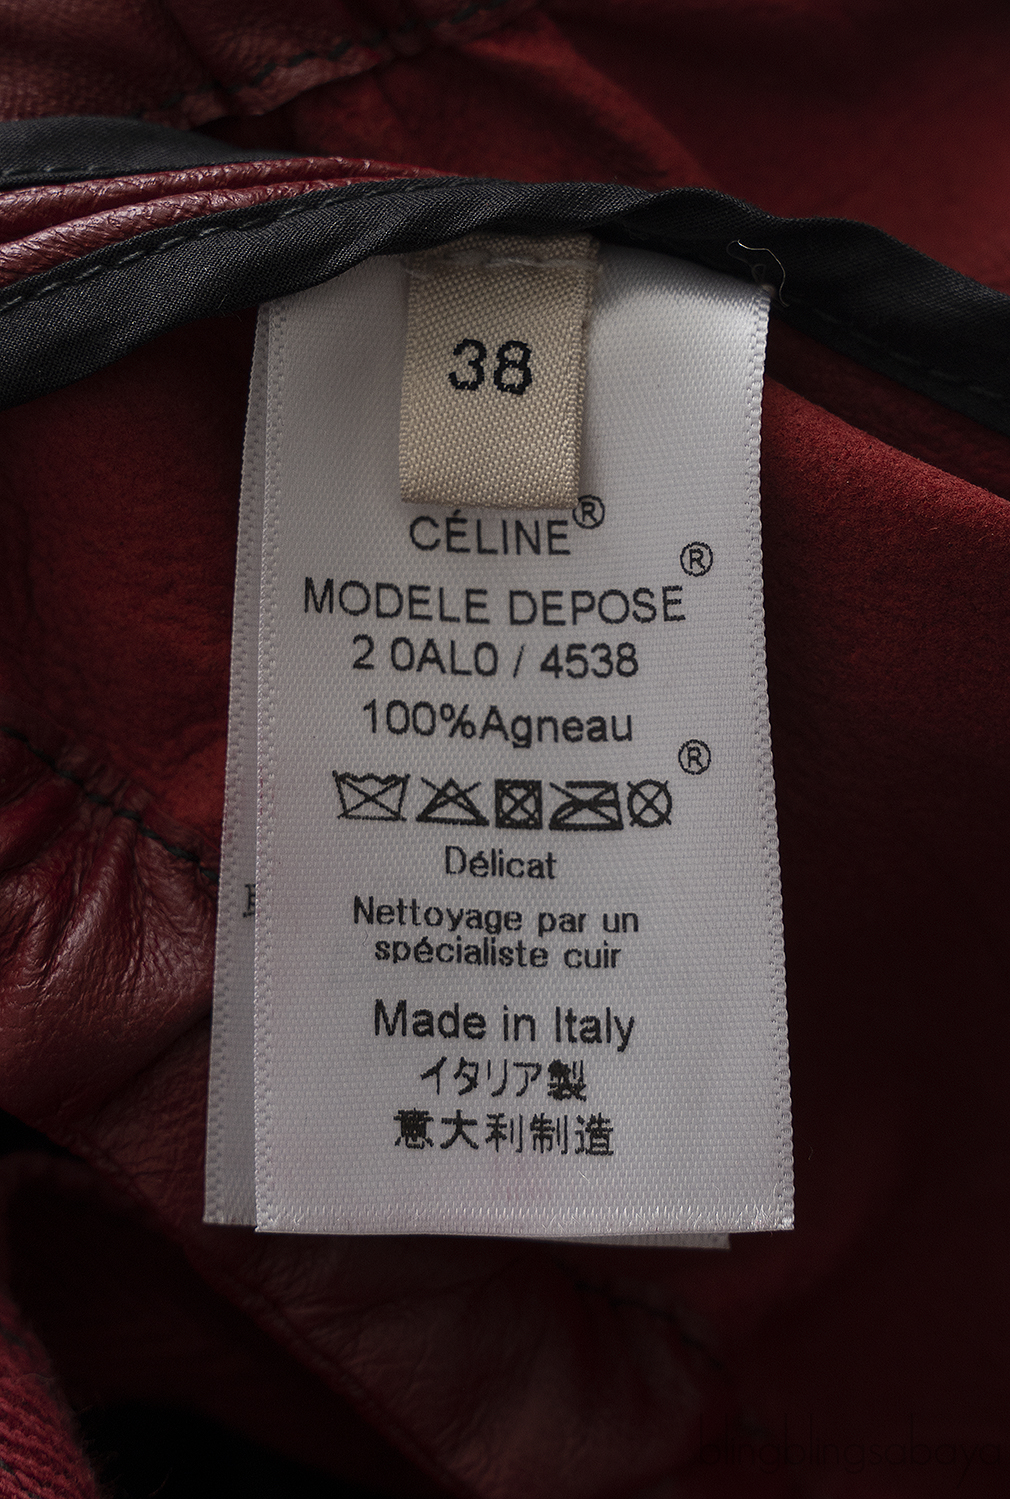 38
CÉLINE®
MODELE DEPOSE®
2 0AL0 / 4538
100%Agneau
®
Délicat
Nettoyage par un
spécialiste cuir
Made in Italy
イタリア製
意大利制造
blingblingsabaya